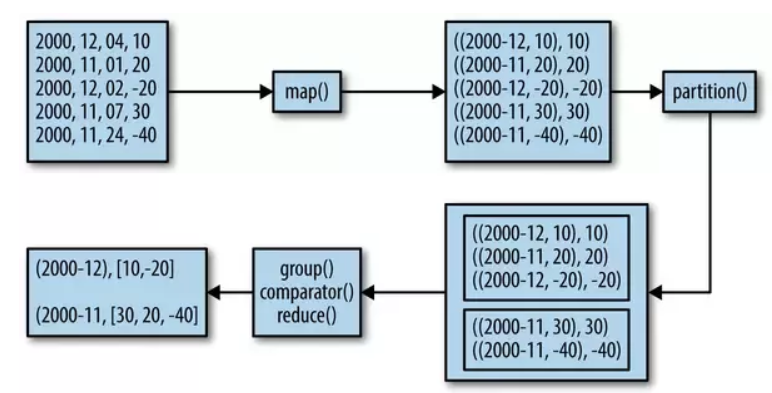 2000, 12, 04, 10
2000, 11, 01, 20
2000, 12, 02, -20
2000, 11, 07, 30
2000, 11, 24, -40
map()
((2000-12, 10), 10)
((2000-11, 20), 20)
((2000-12, -20), -20)
((2000-11, 30), 30)
((2000-11, -40), -40)
partition()
((2000-12, 10), 10)
((2000-11, 20), 20)
((2000-12, -20), -20)
((2000-11, 30), 30)
((2000-11, -40), -40)
group()
comparator()
reduce()
(2000-12), [10,-20]
(2000-11, [30, 20, -40]